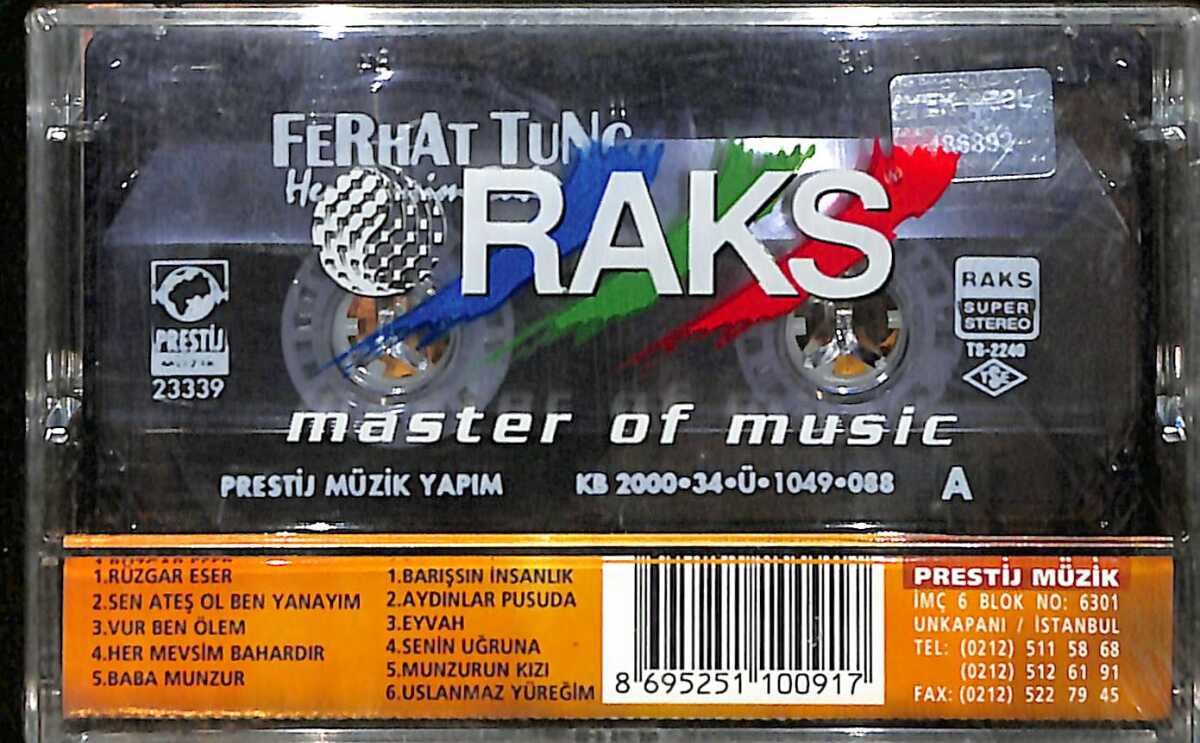 FERHAT TUNÇ
RAKS
RAKS
SUPER
STEREO
TS-2240
TSE
PRESTİJ
MÜZİK
23339
master of music
PRESTİJ MÜZİK YAPIM KB 2000•34•Ü•1049•088 A
1.RÜZGAR ESER
2.SEN ATEŞ OL BEN YANAYIM
3.VUR BEN ÖLEM
4.HER MEVSİM BAHARDIR
5.BABA MUNZUR
1.BARIŞSIN İNSANLIK
2.AYDINLAR PUSUDA
3.EYVAH
4.SENİN UĞRUNA
5.MUNZURUN KIZI
6.USLANMAZ YÜREĞİM
8 695251 100917
PRESTİJ MÜZİK
İMÇ 6 BLOK NO: 6301
UNKAPANI / İSTANBUL
TEL: (0212) 511 58 68
(0212) 512 61 91
FAX: (0212) 522 79 45